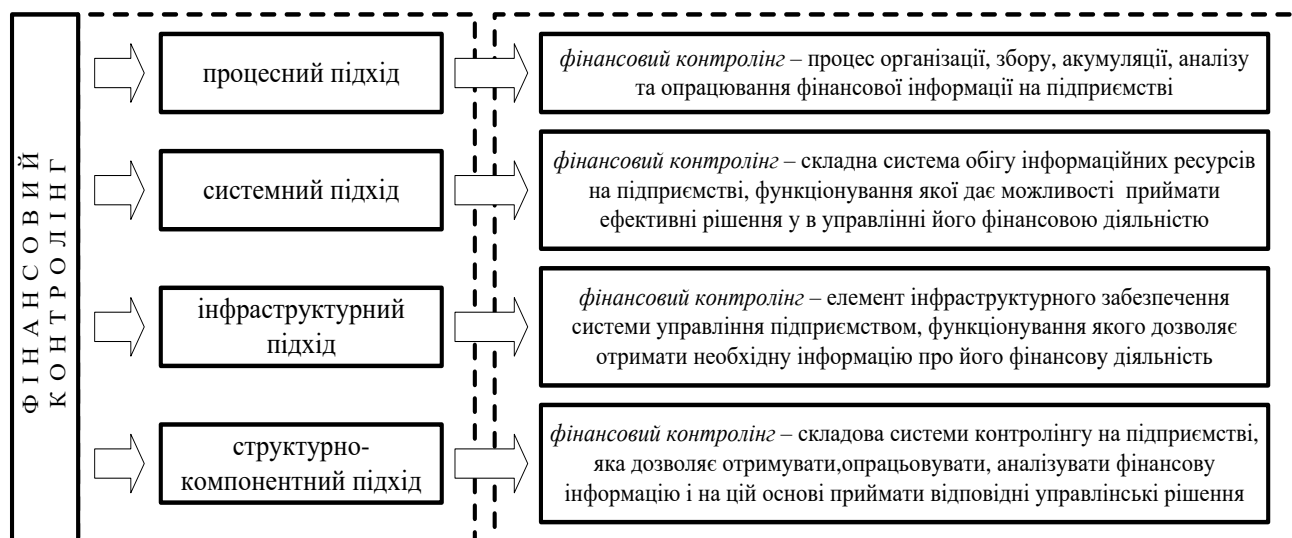 ФІНАНСОВИЙ
КОНТРОЛІНГ
процесний підхід
фінансовий контролінг – процес організації, збору, акумуляції, аналізу
та опрацювання фінансової інформації на підприємстві
системний підхід
фінансовий контролінг – складна система обігу інформаційних ресурсів
на підприємстві, функціонування якої дає можливості приймати
ефективні рішення у в управлінні його фінансовою діяльністю
інфраструктурний
підхід
фінансовий контролінг – елемент інфраструктурного забезпечення
системи управління підприємством, функціонування якого дозволяє
отримати необхідну інформацію про його фінансову діяльність
структурно-
компонентний підхід
фінансовий контролінг – складова системи контролінгу на підприємстві,
яка дозволяє отримувати,опрацьовувати, аналізувати фінансову
інформацію і на цій основі приймати відповідні управлінські рішення